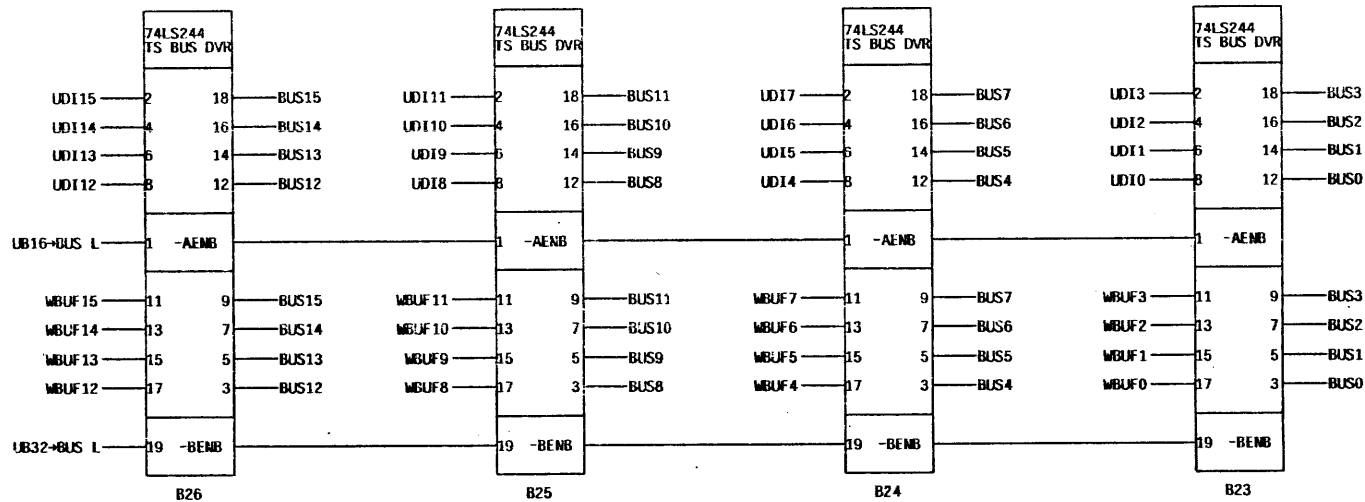 74LS244 74LS244 74LS244 74LS244
TS BUS DVR TS BUS DVR TS BUS DVR TS BUS DVR
UDI15 2 18 BUS15 UDI11 2 18 BUS11 UDI7 2 18 BUS7 UDI3 2 18 BUS3
UDI14 4 16 BUS14 UDI10 4 16 BUS10 UDI6 4 16 BUS6 UDI2 4 16 BUS2
UDI13 6 14 BUS13 UDI9 6 14 BUS9 UDI5 6 14 BUS5 UDI1 6 14 BUS1
UDI12 8 12 BUS12 UDI8 8 12 BUS8 UDI4 8 12 BUS4 UDI0 8 12 BUS0
UB16→BUS L 1 -AENB 1 -AENB 1 -AENB 1 -AENB
WBUF15 11 9 BUS15 WBUF11 11 9 BUS11 WBUF7 11 9 BUS7 WBUF3 11 9 BUS3
WBUF14 13 7 BUS14 WBUF10 13 7 BUS10 WBUF6 13 7 BUS6 WBUF2 13 7 BUS2
WBUF13 15 5 BUS13 WBUF9 15 5 BUS9 WBUF5 15 5 BUS5 WBUF1 15 5 BUS1
WBUF12 17 3 BUS12 WBUF8 17 3 BUS8 WBUF4 17 3 BUS4 WBUF0 17 3 BUS0
UB32→BUS L 19 -BENB 19 -BENB 19 -BENB 19 -BENB
B26 B25 B24 B23